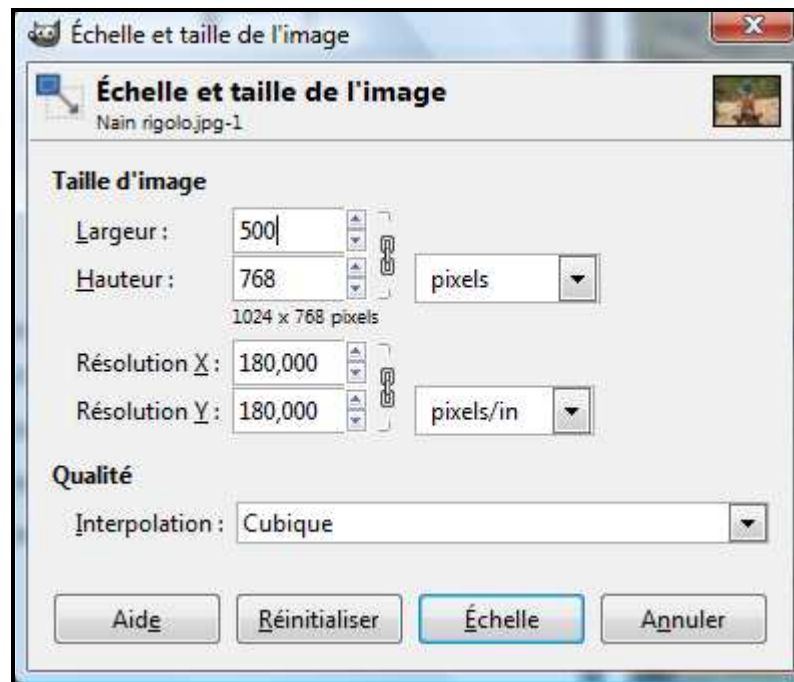 Échelle et taille de l'image
Échelle et taille de l'image
Nain rigolo.jpg-1
Taille d'image
Largeur : 500
Hauteur : 768 pixels
1024 x 768 pixels
Résolution X : 180,000
Résolution Y : 180,000 pixels/in
Qualité
Interpolation : Cubique
Aide Réinitialiser Échelle Annuler